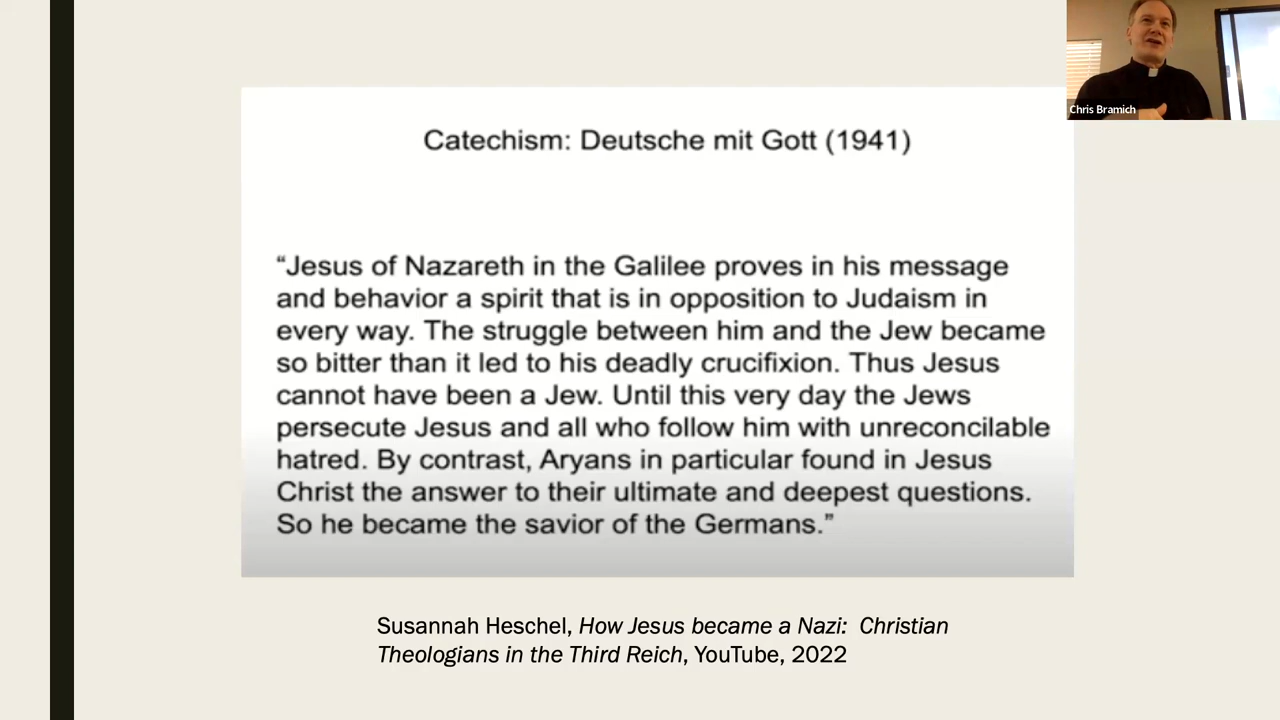 Chris Bramich
Catechism: Deutsche mit Gott (1941)
“Jesus of Nazareth in the Galilee proves in his message
and behavior a spirit that is in opposition to Judaism in
every way. The struggle between him and the Jew became
so bitter than it led to his deadly crucifixion. Thus Jesus
cannot have been a Jew. Until this very day the Jews
persecute Jesus and all who follow him with unreconcilable
hatred. By contrast, Aryans in particular found in Jesus
Christ the answer to their ultimate and deepest questions.
So he became the savior of the Germans.”
Susannah Heschel, How Jesus became a Nazi:  Christian
Theologians in the Third Reich, YouTube, 2022